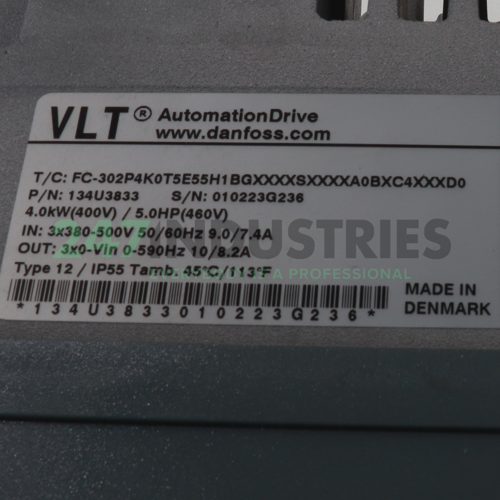 VLT® AutomationDrive
www.danfoss.com
T/C: FC-302P4K0T5E55H1BGXXXXSXXXXA0BXC4XXXD0
P/N: 134U3833 S/N: 010223G236
4.0kW(400V) / 5.0HP(460V)
IN: 3x380-500V 50/60Hz 9.0/7.4A
OUT: 3x0-Vin 0-590Hz 10/8.2A
Type 12 / IP55 Tamb. 45°C/113°F
*134U3833010223G236*
MADE IN
DENMARK
INDUSTRIES